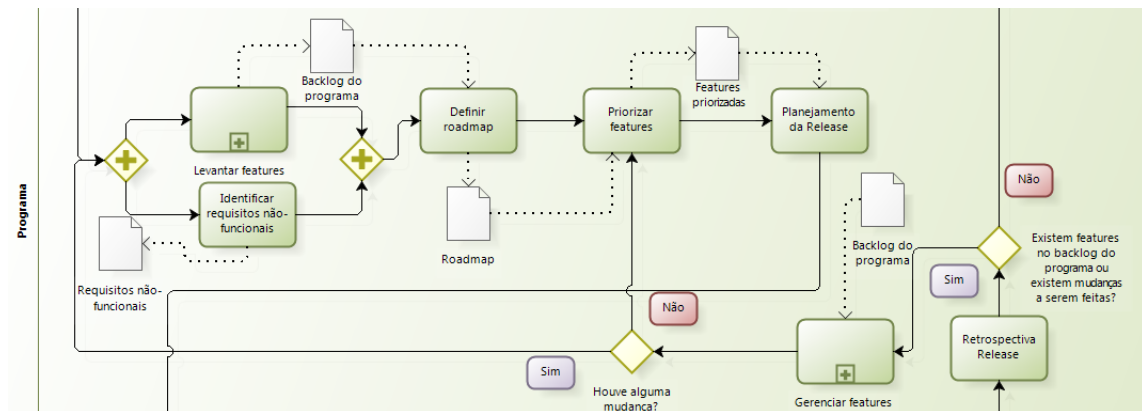 Programa
Backlog do
programa
Levantar features
Identificar
requisitos não-
funcionais
Requisitos não-
funcionais
Definir
roadmap
Roadmap
Priorizar
features
Features
priorizadas
Planejamento
da Release
Backlog do
programa
Não
Existem features
no backlog do
programa ou
existem mudanças
a serem feitas?
Sim
Retrospectiva
Release
Gerenciar features
Não
Sim
Houve alguma
mudança?